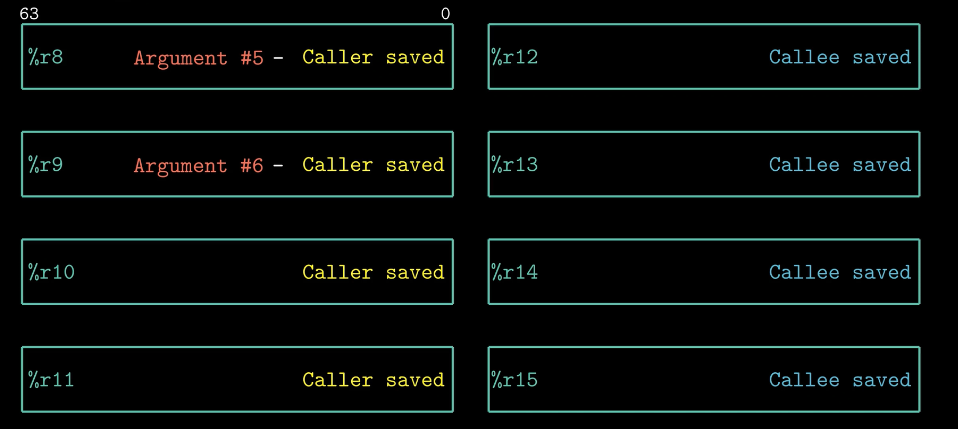 63 0
%r8 Argument #5 - Caller saved
%r12 Callee saved
%r9 Argument #6 - Caller saved
%r13 Callee saved
%r10 Caller saved
%r14 Callee saved
%r11 Caller saved
%r15 Callee saved